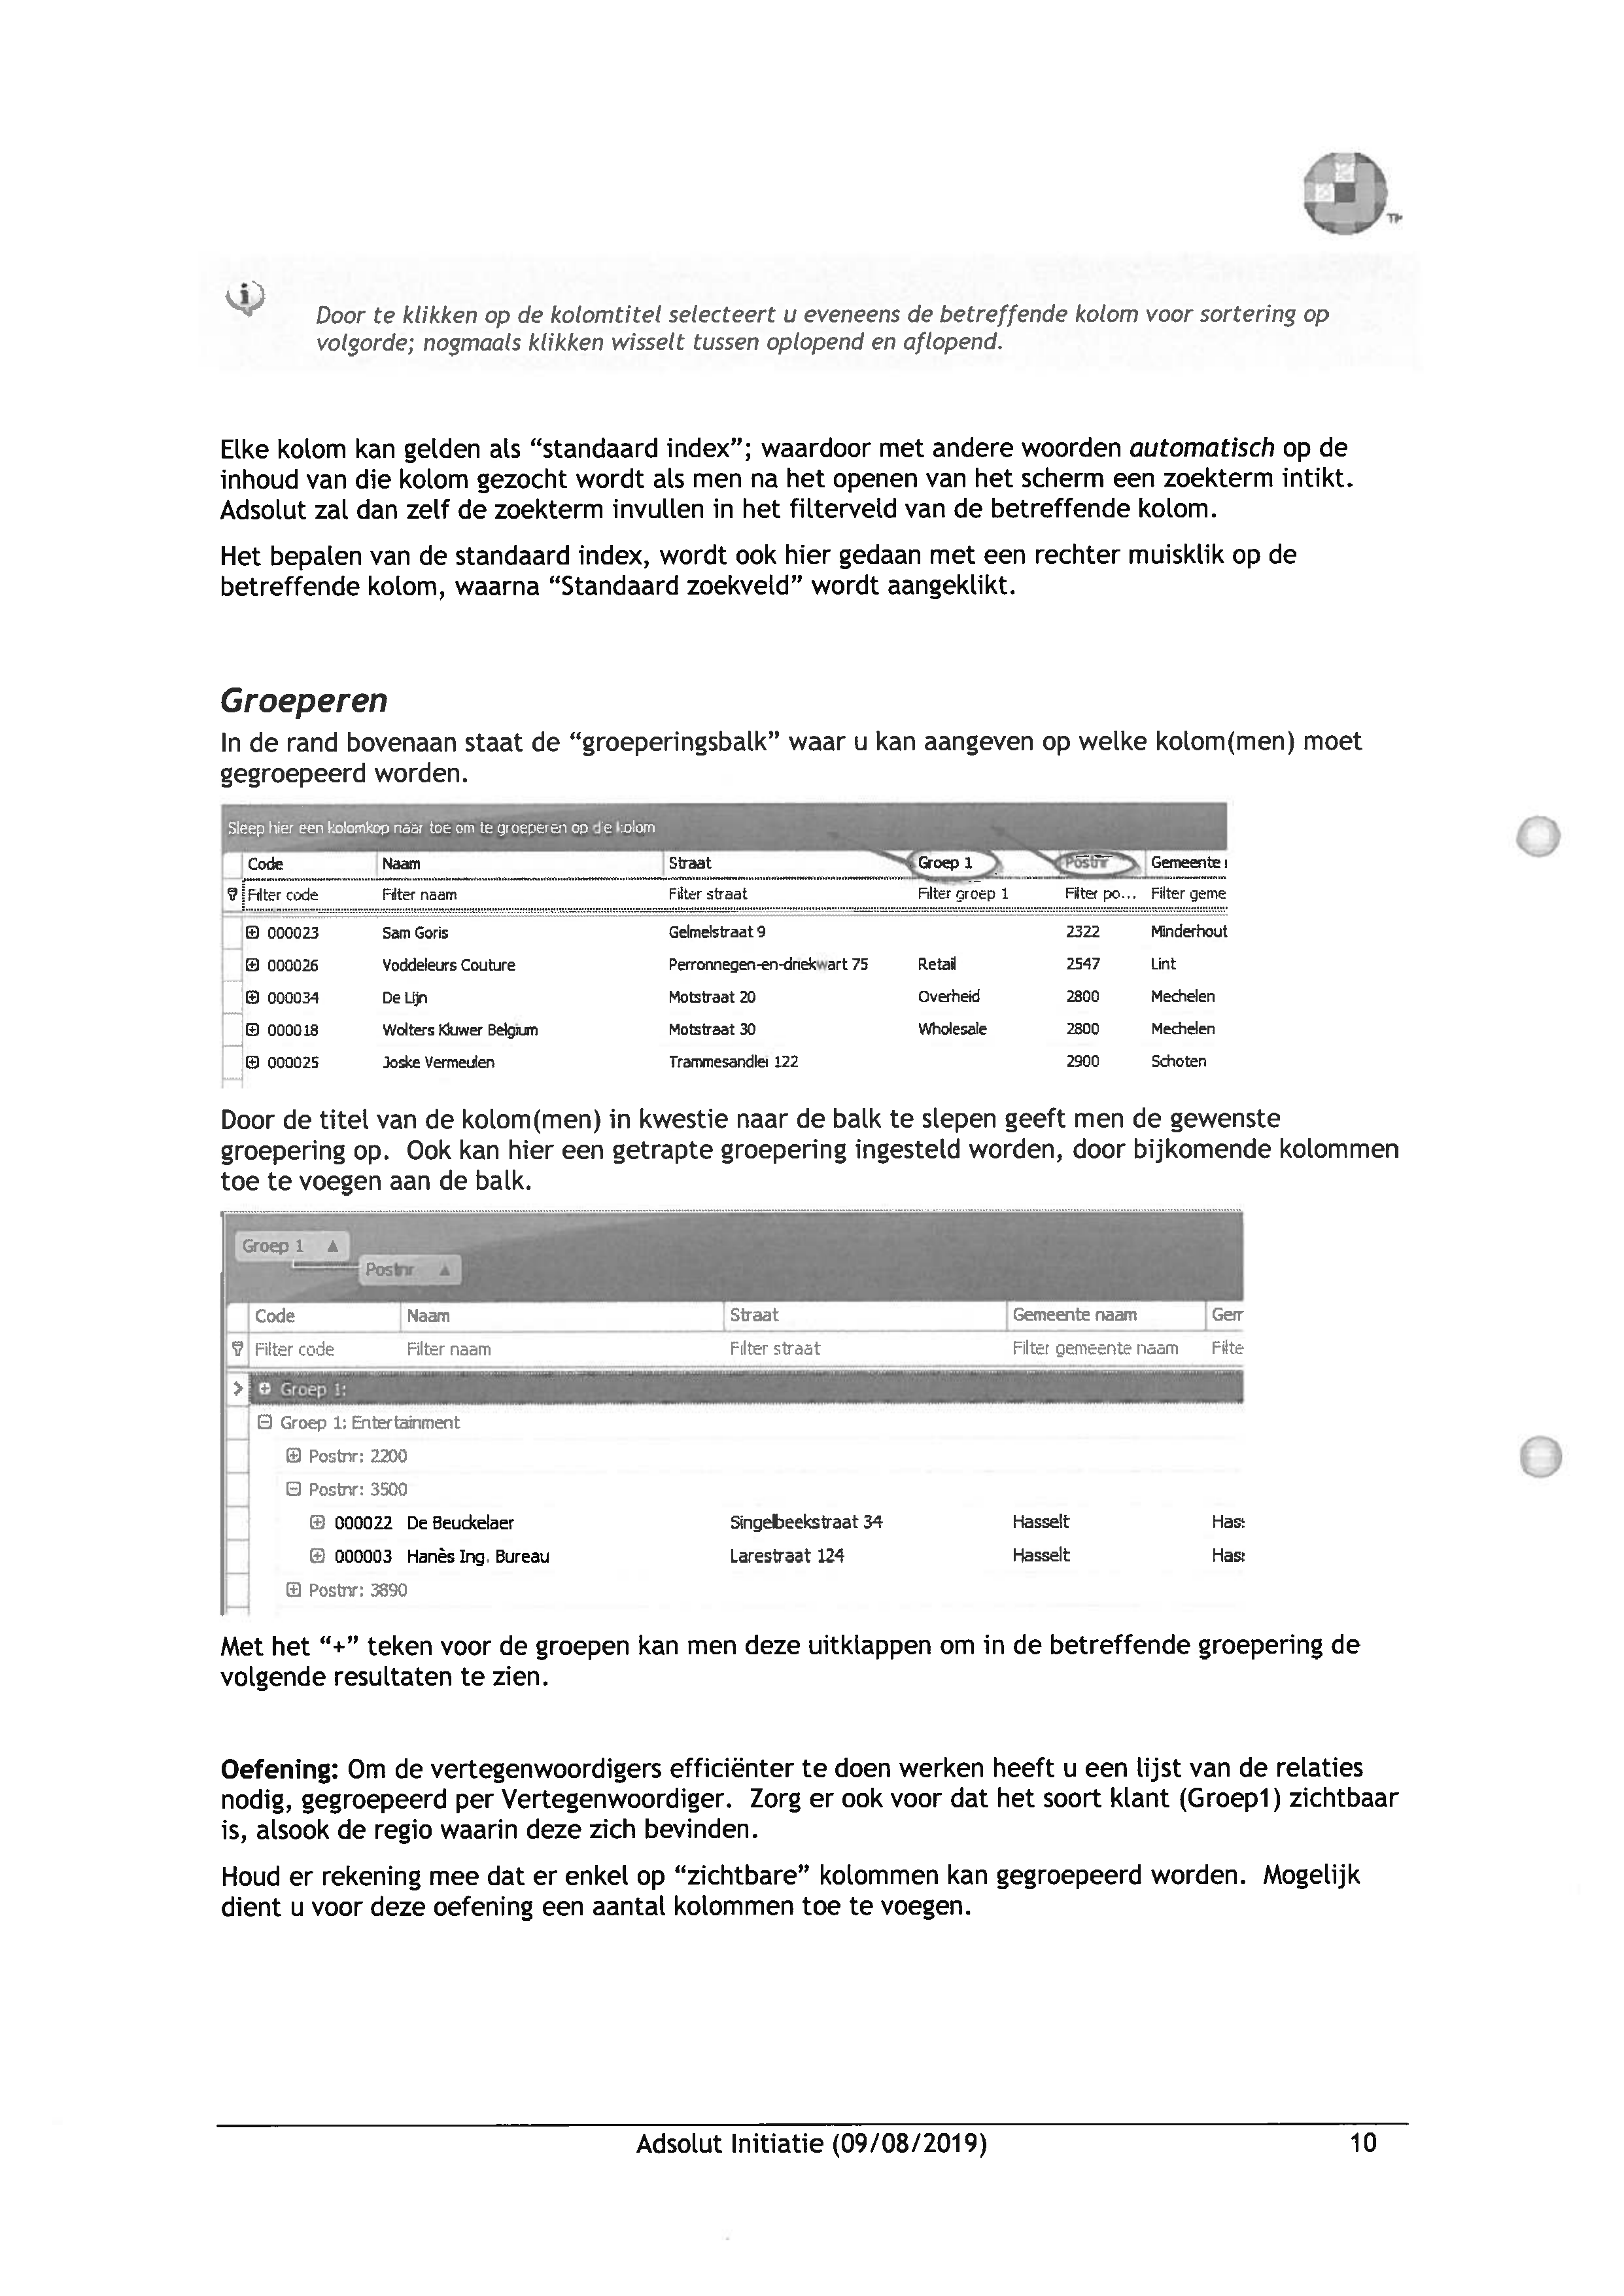 TM
Door te klikken op de kolomtitel selecteert u eveneens de betreffende kolom voor sortering op
volgorde; nogmaals klikken wisselt tussen oplopend en aflopend.
Elke kolom kan gelden als “standaard index”; waardoor met andere woorden automatisch op de
inhoud van die kolom gezocht wordt als men na het openen van het scherm een zoekterm intikt.
Adsolut zal dan zelf de zoekterm invullen in het filterveld van de betreffende kolom.
Het bepalen van de standaard index, wordt ook hier gedaan met een rechter muisklik op de
betreffende kolom, waarna “Standaard zoekveld” wordt aangeklikt.
Groeperen
In de rand bovenaan staat de “groeperingsbalk” waar u kan aangeven op welke kolom(men) moet
gegroepeerd worden.
Sleep hier een kolomkop naar toe om te groeperen op de kolom
Code Naam Straat Groep 1 Postnr Gemeente
Filter code Filter naam Filter straat Filter groep 1 Filter po... Filter geme
000023 Sam Goris Gelmelstraat 9 2322 Minderhout
000026 Voddeleurs Couture Perronnegen-en-driekwart 75 Retail 2547 Lint
000034 De Lijn Motstraat 20 Overheid 2800 Mechelen
000018 Wolters Kluwer Belgium Motstraat 30 Wholesale 2800 Mechelen
000025 Joske Vermeulen Trammesandlei 122 2900 Schoten
Door de titel van de kolom(men) in kwestie naar de balk te slepen geeft men de gewenste
groepering op. Ook kan hier een getrapte groepering ingesteld worden, door bijkomende kolommen
toe te voegen aan de balk.
Groep 1 ▲
Postnr ▲
Code Naam Straat Gemeente naam Gem
Filter code Filter naam Filter straat Filter gemeente naam Filte
Groep 1:
Groep 1: Entertainment
Postnr: 2200
Postnr: 3500
000022 De Beuckelaer Singelbeekstraat 34 Hasselt Hass
000003 Hanès Ing. Bureau Larestraat 124 Hasselt Hass
Postnr: 3890
Met het “+” teken voor de groepen kan men deze uitklappen om in de betreffende groepering de
volgende resultaten te zien.
Oefening: Om de vertegenwoordigers efficiënter te doen werken heeft u een lijst van de relaties
nodig, gegroepeerd per Vertegenwoordiger. Zorg er ook voor dat het soort klant (Groep1) zichtbaar
is, alsook de regio waarin deze zich bevinden.
Houd er rekening mee dat er enkel op “zichtbare” kolommen kan gegroepeerd worden. Mogelijk
dient u voor deze oefening een aantal kolommen toe te voegen.
Adsolut Initiatie (09/08/2019) 10